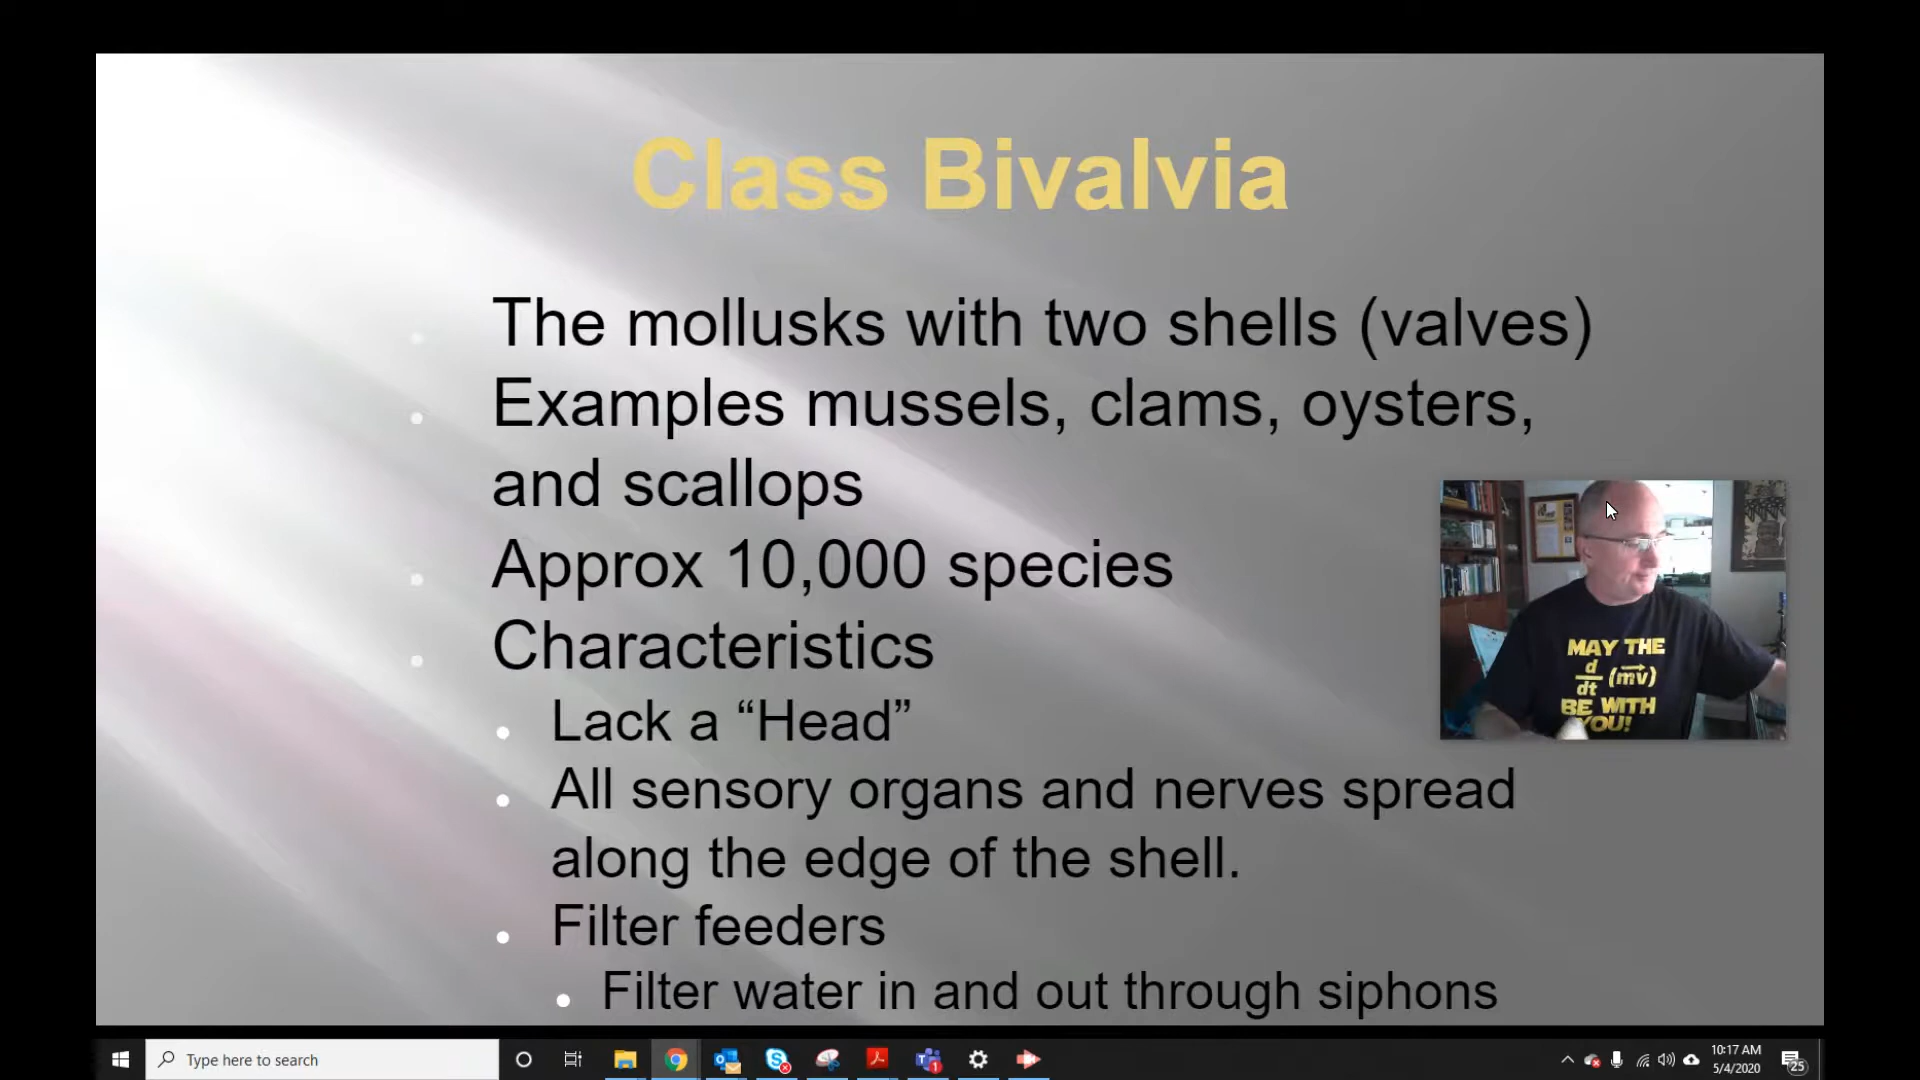 Class Bivalvia
The mollusks with two shells (valves)
Examples mussels, clams, oysters,
and scallops
Approx 10,000 species
Characteristics
Lack a “Head”
All sensory organs and nerves spread
along the edge of the shell.
Filter feeders
Filter water in and out through siphons
MAY THE
d
dt (mv)
BE WITH
YOU!
Type here to search
10:17 AM
5/4/2020
25
1